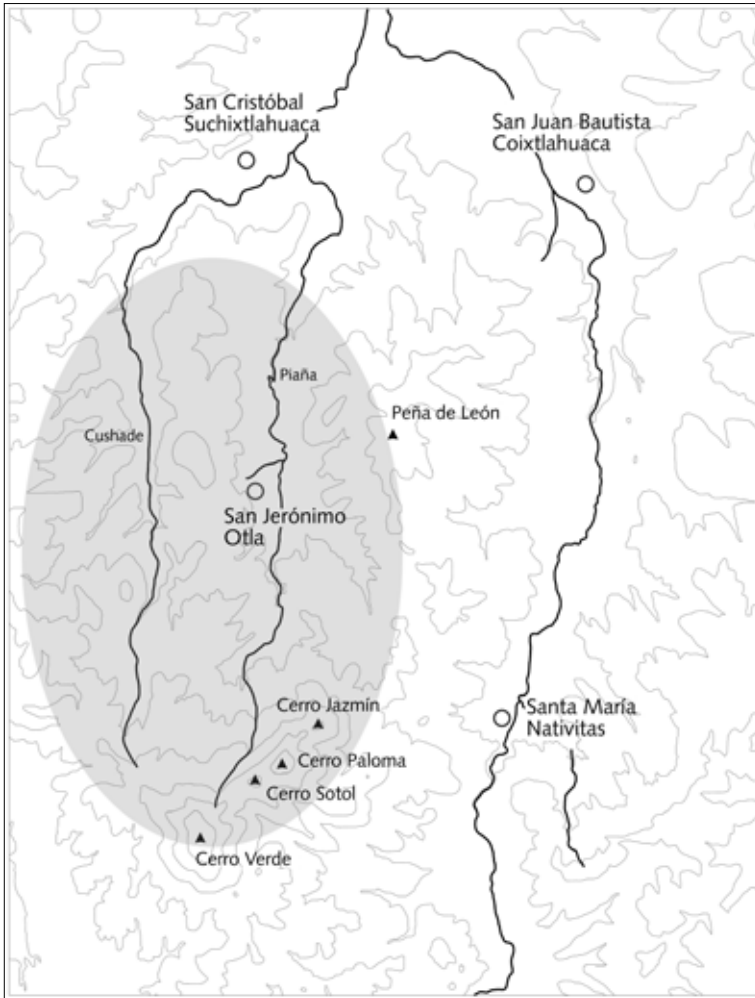 San Cristóbal
Suchixtlahuaca
San Juan Bautista
Coixtlahuaca
Piaña
Peña de León
Cushade
San Jerónimo
Otla
Cerro Jazmín
Santa María
Nativitas
Cerro Paloma
Cerro Sotol
Cerro Verde